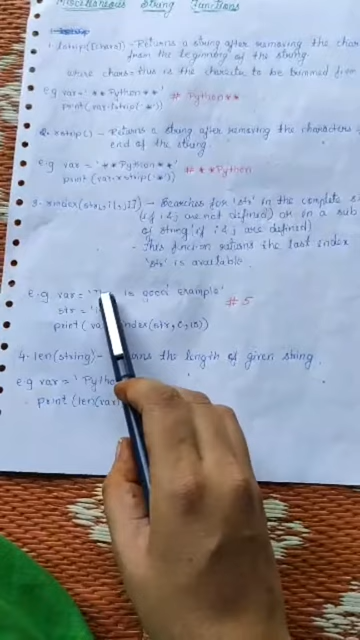 Miscellaneous String Functions
1. lstrip([chars]) - Returns a string after removing the char
from the beginning of the string.
where chars = this is the character to be trimmed from
e.g var = '**Python**' # Python**
print(var.lstrip('*'))
2. rstrip() - Returns a string after removing the characters
end of the string.
e.g var = '**Python**'
print(var.rstrip('*')) # **Python
3. rindex(str,[i],[j]) - Searches for 'str' in the complete
(if i & j are not defined) or in a sub
of string (if i & j are defined)
- This function returns the last index
'str' is available.
e.g var = is good example'
str = # 5
print( index(str,
4. len(string) - the length of given string.
e.g var = 'Pytho
print (len(var)